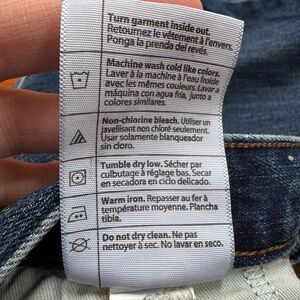 Turn garment inside out.
Retournez le vêtement à l'envers.
Ponga la prenda del revés.
Machine wash cold like colors.
Laver à la machine à l'eau froide
avec les mêmes couleurs. Lavar a
máquina con agua fria, junto a
colores similares.
Non-chlorine bleach. Utiliser un
javellisant non chloré seulement.
Usar solamente blanqueador
sin cloro.
Tumble dry low. Sécher par
culbutage à réglage bas. Secar
en secadora en ciclo delicado.
Warm iron. Repasser au fer à
température moyenne. Plancha
tibia.
Do not dry clean. Ne pas
nettoyer à sec. No lavar en seco.